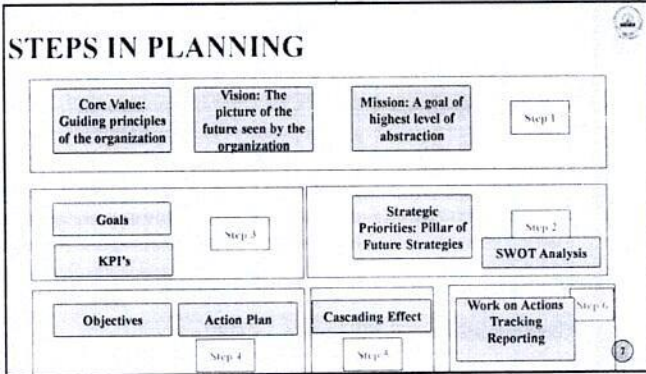 STEPS IN PLANNING
Core Value:
Guiding principles
of the organization
Vision: The
picture of the
future seen by the
organization
Mission: A goal of
highest level of
abstraction
Step 1
Goals
KPI's
Step 3
Strategic
Priorities: Pillar of
Future Strategies
Step 2
SWOT Analysis
Objectives
Action Plan
Step 4
Cascading Effect
Work on Actions
Tracking
Reporting
Step 6
7